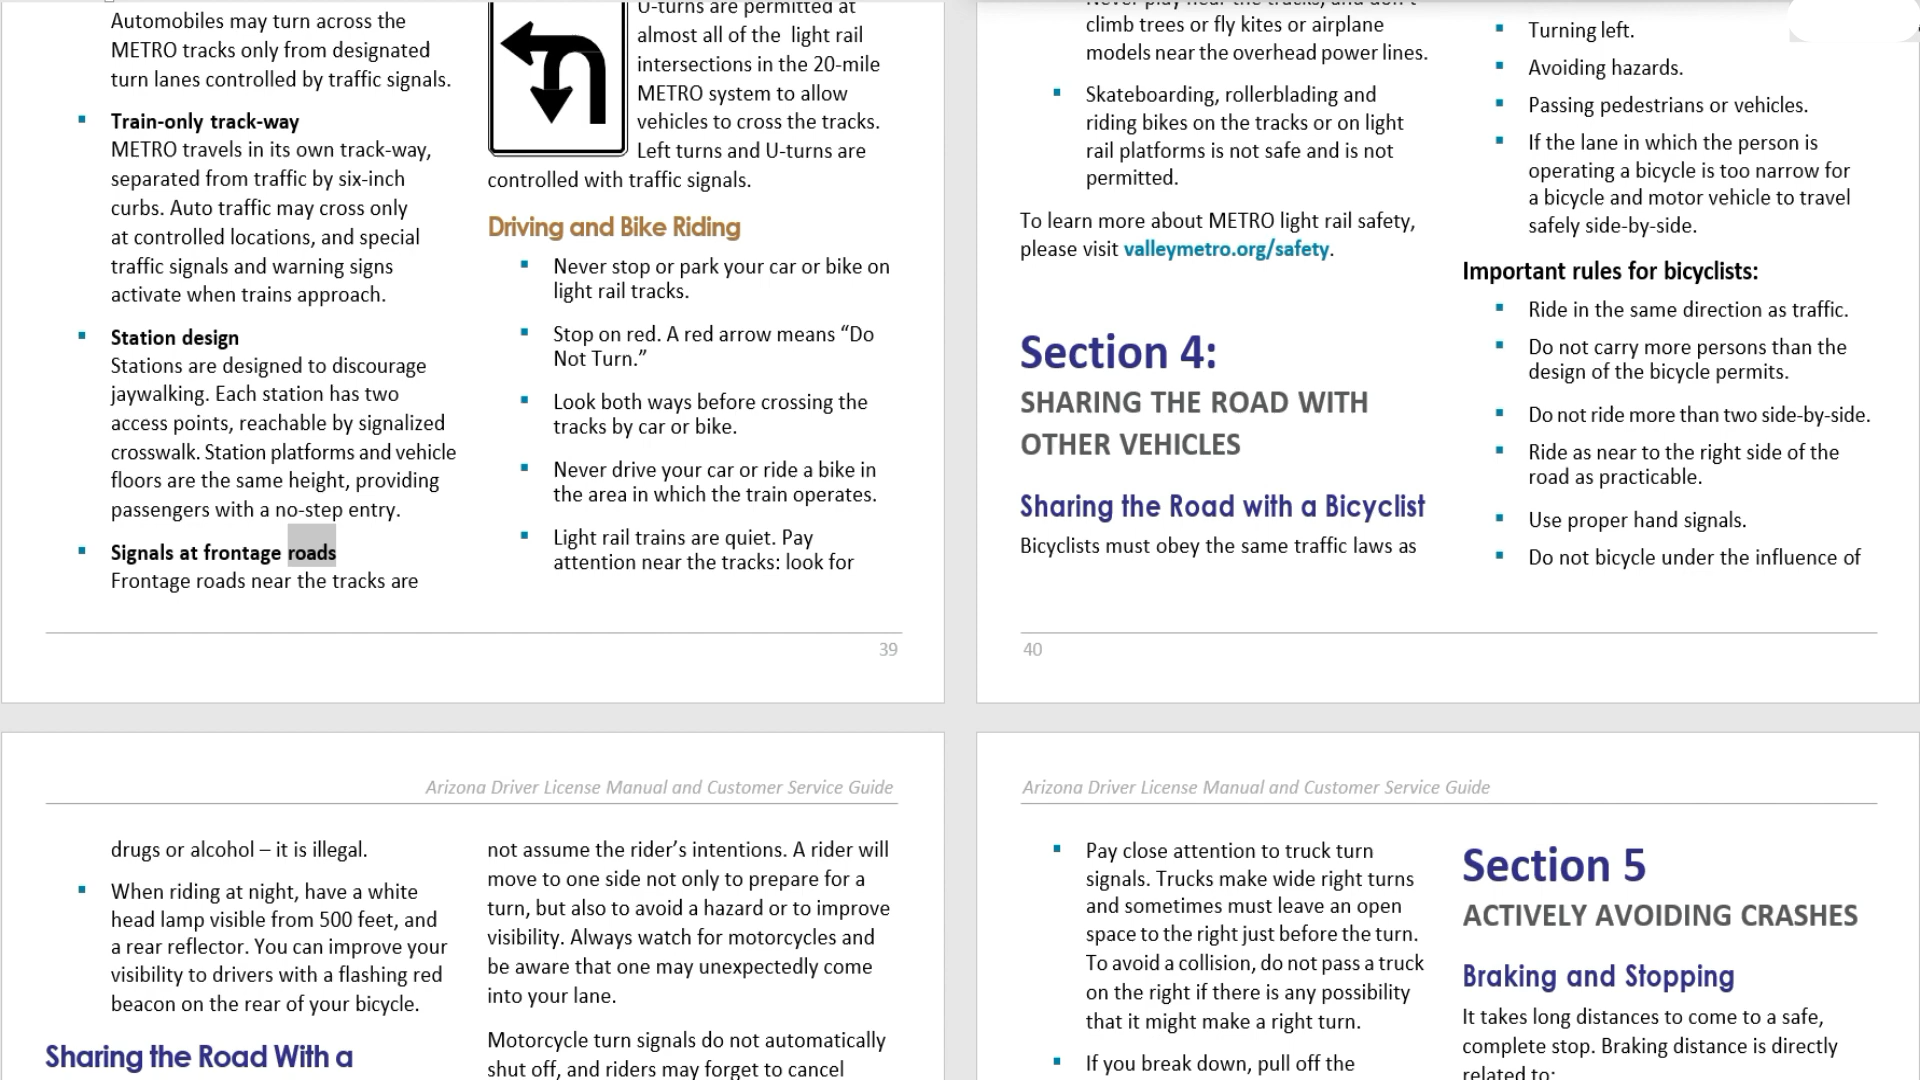 Automobiles may turn across the
METRO tracks only from designated
turn lanes controlled by traffic signals.
Train-only track-way
METRO travels in its own track-way,
separated from traffic by six-inch
curbs. Auto traffic may cross only
at controlled locations, and special
traffic signals and warning signs
activate when trains approach.
Station design
Stations are designed to discourage
jaywalking. Each station has two
access points, reachable by signalized
crosswalk. Station platforms and vehicle
floors are the same height, providing
passengers with a no-step entry.
Signals at frontage roads
Frontage roads near the tracks are
U-turns are permitted at
almost all of the light rail
intersections in the 20-mile
METRO system to allow
vehicles to cross the tracks.
Left turns and U-turns are
controlled with traffic signals.
Driving and Bike Riding
Never stop or park your car or bike on
light rail tracks.
Stop on red. A red arrow means “Do
Not Turn.”
Look both ways before crossing the
tracks by car or bike.
Never drive your car or ride a bike in
the area in which the train operates.
Light rail trains are quiet. Pay
attention near the tracks: look for
39
Never play near the tracks, and don't
climb trees or fly kites or airplane
models near the overhead power lines.
Skateboarding, rollerblading and
riding bikes on the tracks or on light
rail platforms is not safe and is not
permitted.
To learn more about METRO light rail safety,
please visit valleymetro.org/safety.
Section 4:
SHARING THE ROAD WITH
OTHER VEHICLES
Sharing the Road with a Bicyclist
Bicyclists must obey the same traffic laws as
Turning left.
Avoiding hazards.
Passing pedestrians or vehicles.
If the lane in which the person is
operating a bicycle is too narrow for
a bicycle and motor vehicle to travel
safely side-by-side.
Important rules for bicyclists:
Ride in the same direction as traffic.
Do not carry more persons than the
design of the bicycle permits.
Do not ride more than two side-by-side.
Ride as near to the right side of the
road as practicable.
Use proper hand signals.
Do not bicycle under the influence of
40
Arizona Driver License Manual and Customer Service Guide
drugs or alcohol – it is illegal.
When riding at night, have a white
head lamp visible from 500 feet, and
a rear reflector. You can improve your
visibility to drivers with a flashing red
beacon on the rear of your bicycle.
Sharing the Road With a
not assume the rider’s intentions. A rider will
move to one side not only to prepare for a
turn, but also to avoid a hazard or to improve
visibility. Always watch for motorcycles and
be aware that one may unexpectedly come
into your lane.
Motorcycle turn signals do not automatically
shut off, and riders may forget to cancel
Arizona Driver License Manual and Customer Service Guide
Pay close attention to truck turn
signals. Trucks make wide right turns
and sometimes must leave an open
space to the right just before the turn.
To avoid a collision, do not pass a truck
on the right if there is any possibility
that it might make a right turn.
If you break down, pull off the
Section 5
ACTIVELY AVOIDING CRASHES
Braking and Stopping
It takes long distances to come to a safe,
complete stop. Braking distance is directly
related to: